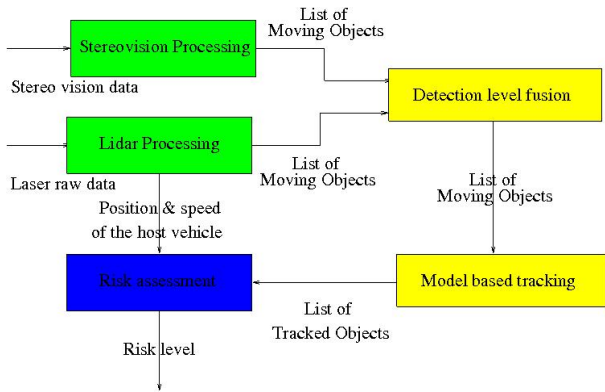 List of
Moving Objects
Stereovision Processing
Stereo vision data
Detection level fusion
Lidar Processing
List of
Moving Objects
Laser raw data
List of
Moving Objects
Position & speed
of the host vehicle
Risk assessment
Model based tracking
List of
Tracked Objects
Risk level